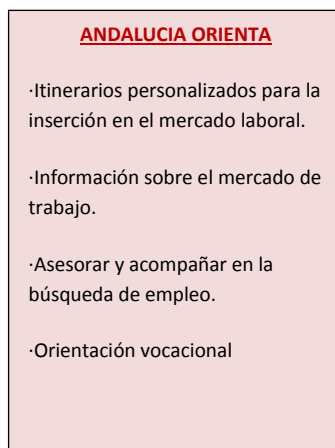 ANDALUCIA ORIENTA
·Itinerarios personalizados para la
inserción en el mercado laboral.
·Información sobre el mercado de
trabajo.
·Asesorar y acompañar en la
búsqueda de empleo.
·Orientación vocacional